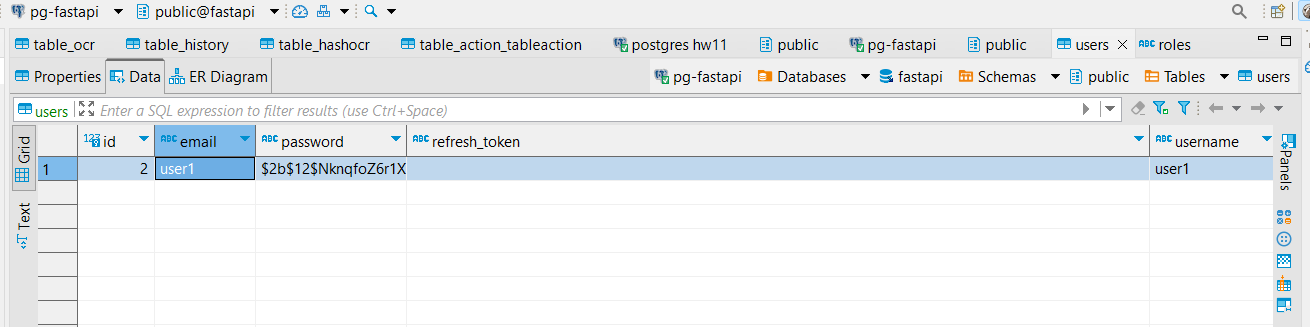 pg-fastapi public@fastapi
table_ocr table_history table_hashocr table_action_tableaction postgres hw11 public pg-fastapi public users roles
Properties Data ER Diagram pg-fastapi Databases fastapi Schemas public Tables users
users Enter a SQL expression to filter results (use Ctrl+Space)
Grid
Text
123 id ABC email ABC password ABC refresh_token ABC username
1 2 user1 $2b$12$NknqfoZ6r1X user1
Panels